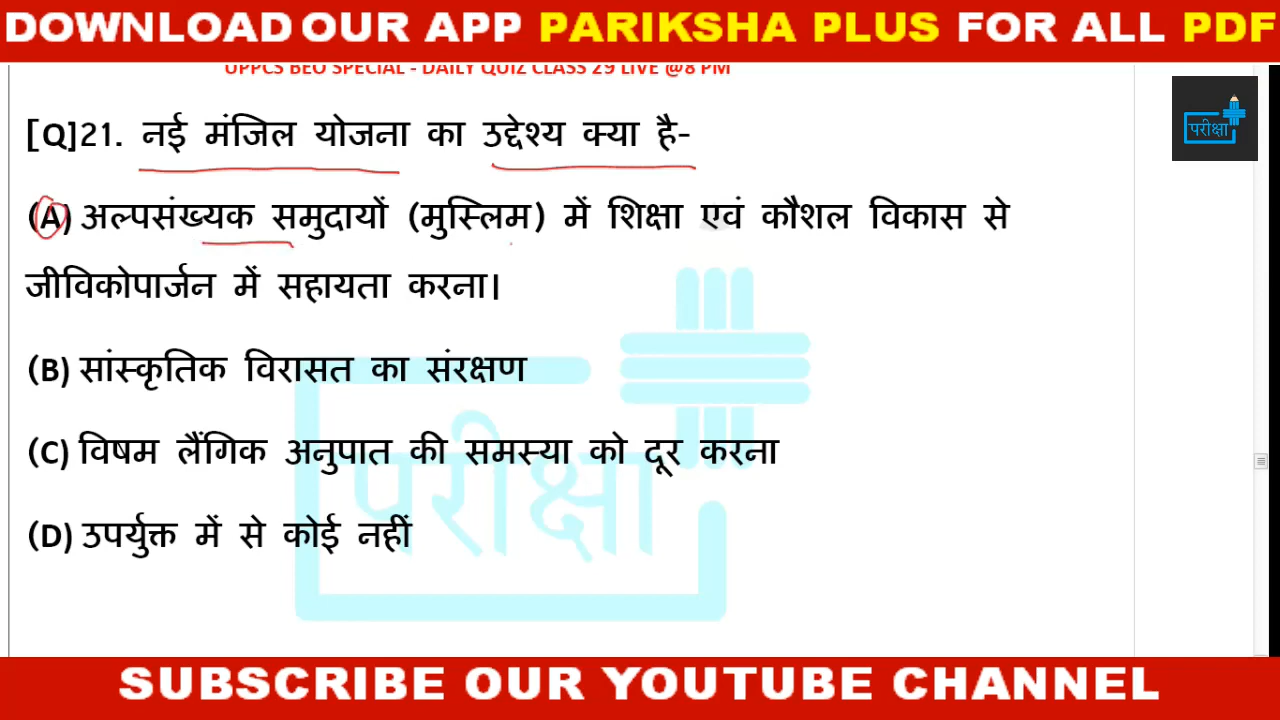 DOWNLOAD OUR APP PARIKSHA PLUS FOR ALL PDF
UPPCS BEO SPECIAL - DAILY QUIZ CLASS 29 LIVE @8 PM
परीक्षा
[Q]21. नई मंजिल योजना का उद्देश्य क्या है-
(A) अल्पसंख्यक समुदायों (मुस्लिम) में शिक्षा एवं कौशल विकास से
जीविकोपार्जन में सहायता करना।
(B) सांस्कृतिक विरासत का संरक्षण
(C) विषम लैंगिक अनुपात की समस्या को दूर करना
(D) उपर्युक्त में से कोई नहीं
परीक्षा
SUBSCRIBE OUR YOUTUBE CHANNEL